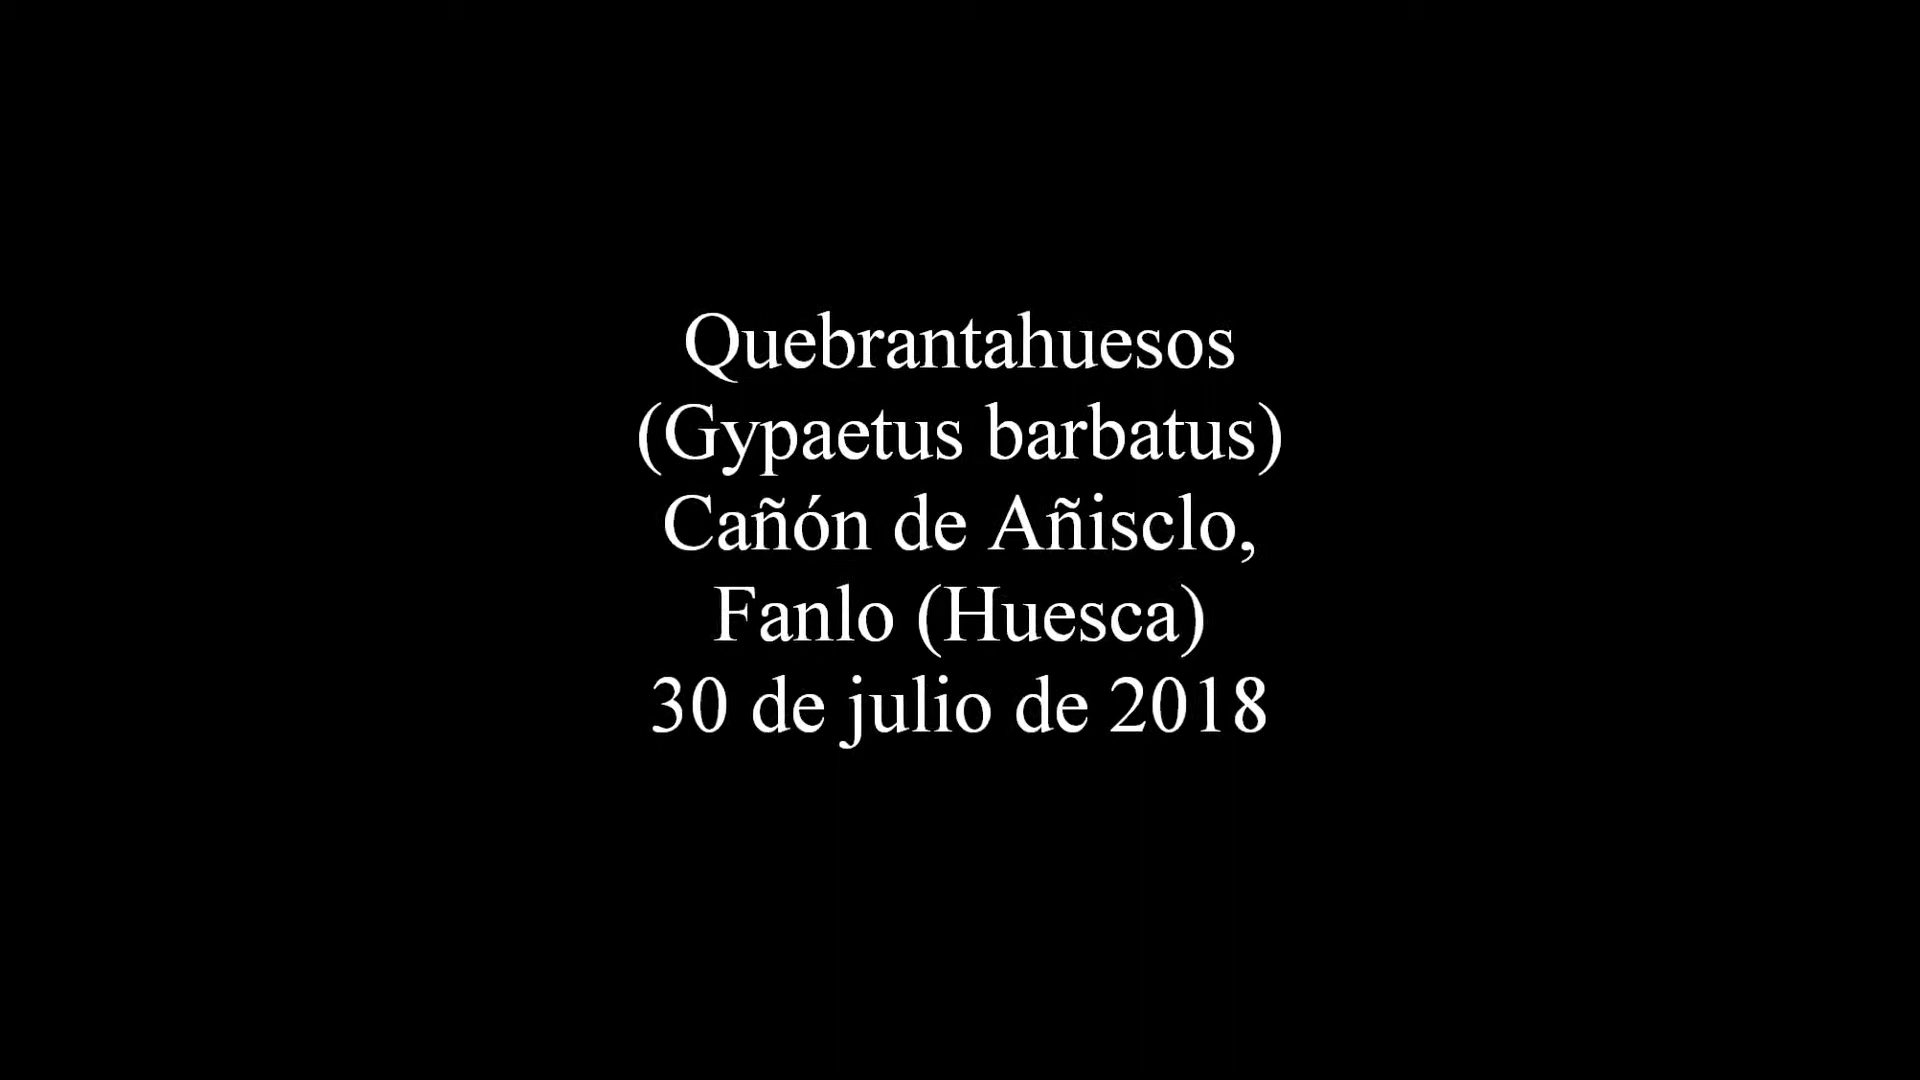 Quebrantahuesos
(Gypaetus barbatus)
Cañón de Añisclo,
Fanlo (Huesca)
30 de julio de 2018